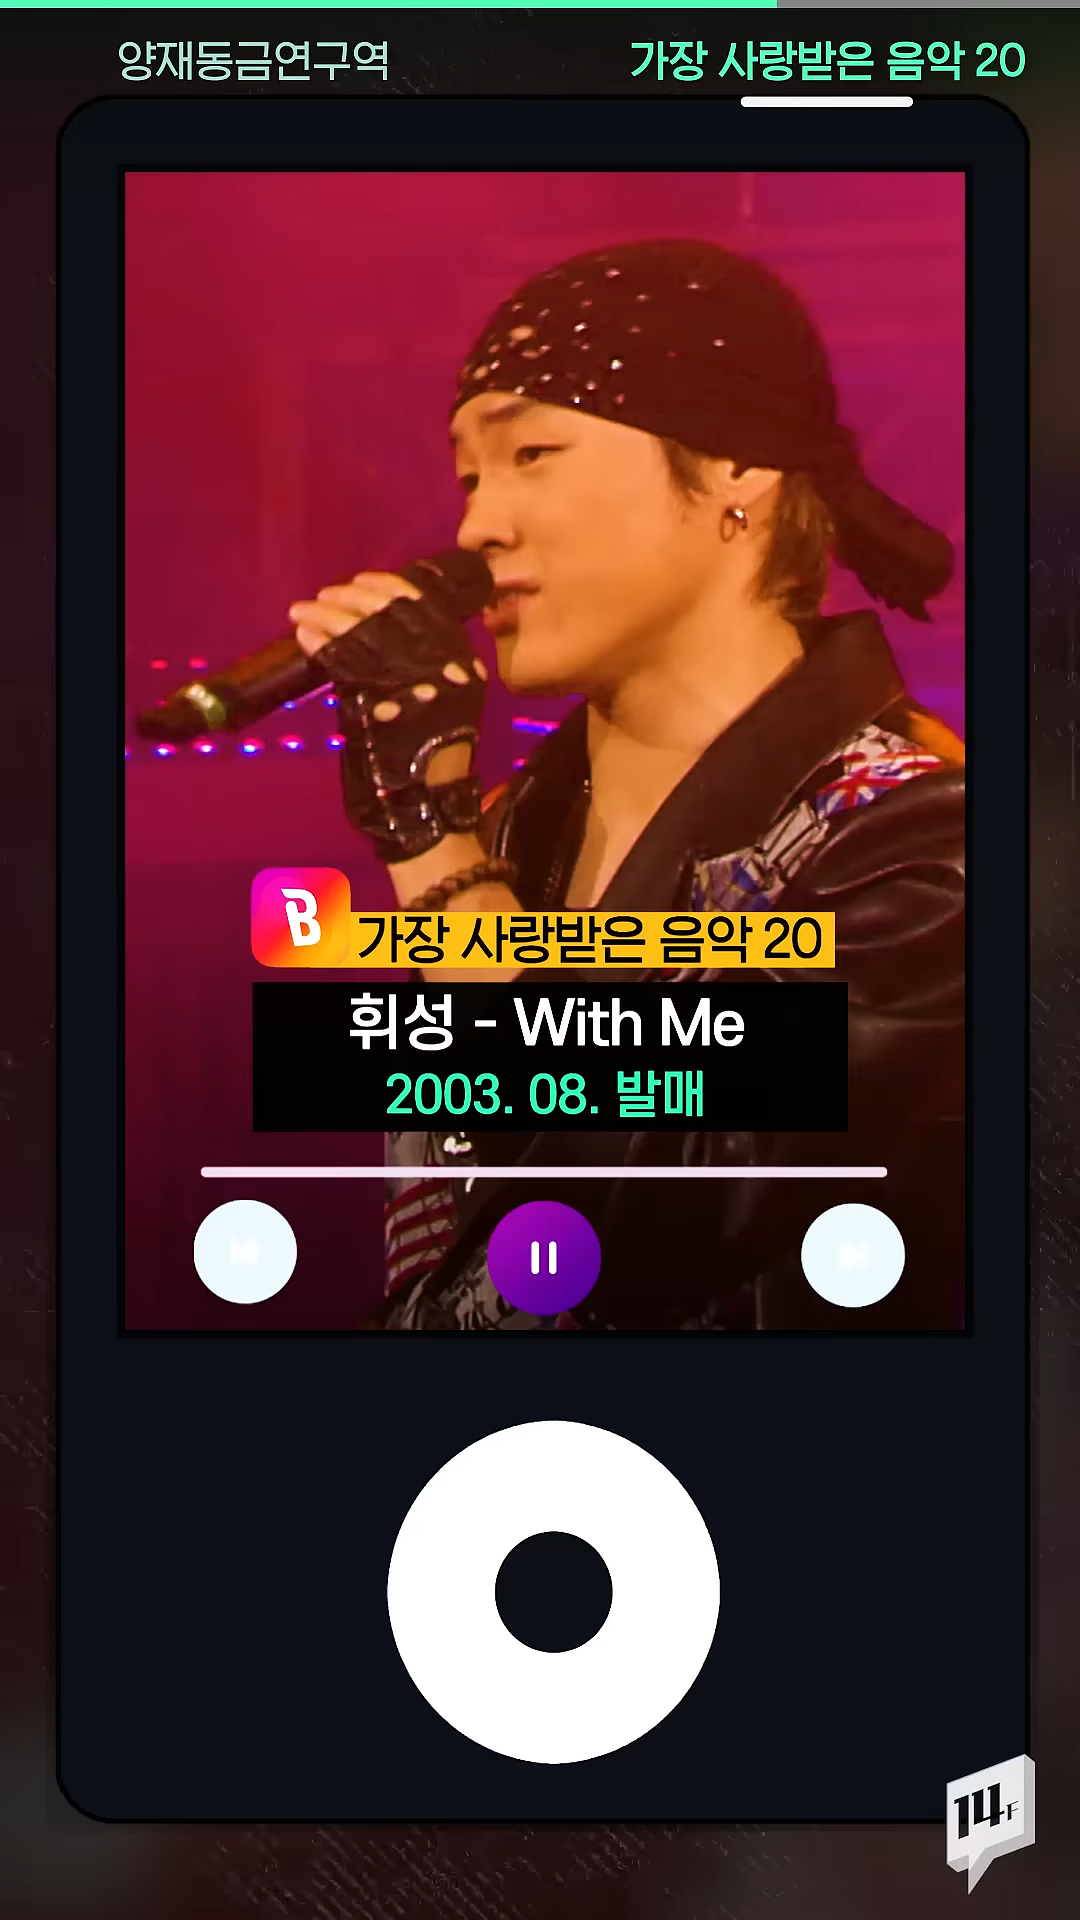 양재동금연구역
가장 사랑받은 음악 20
B 가장 사랑받은 음악 20
휘성 - With Me
2003. 08. 발매
14F